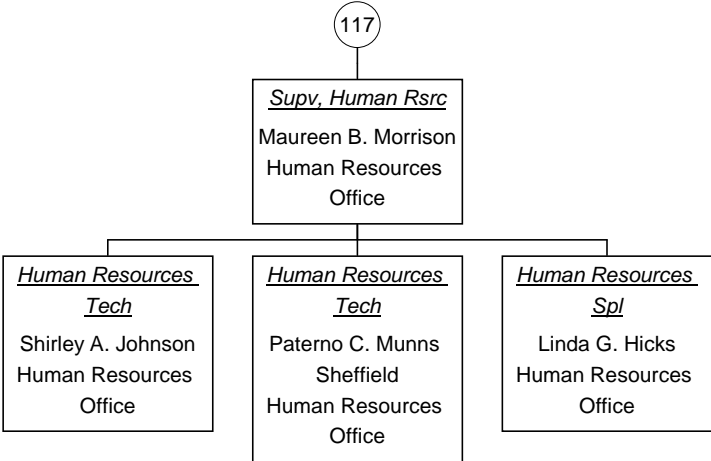 117
Supv, Human Rsrc
Maureen B. Morrison
Human Resources
Office
Human Resources
Tech
Shirley A. Johnson
Human Resources
Office
Human Resources
Tech
Paterno C. Munns
Sheffield
Human Resources
Office
Human Resources
Spl
Linda G. Hicks
Human Resources
Office